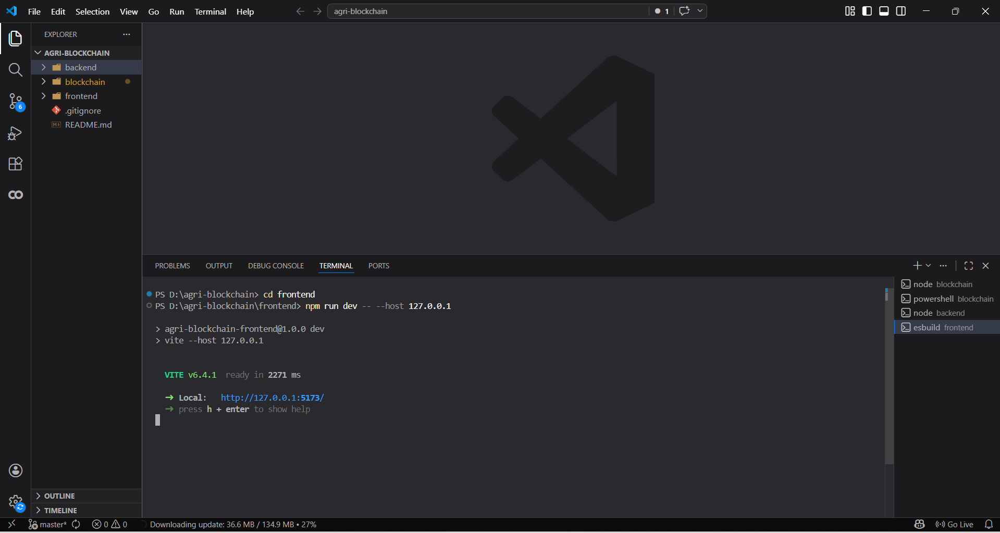 File Edit Selection View Go Run Terminal Help
agri-blockchain
1
EXPLORER
AGRI-BLOCKCHAIN
backend
blockchain
frontend
.gitignore
README.md
6
PROBLEMS OUTPUT DEBUG CONSOLE TERMINAL PORTS
PS D:\agri-blockchain> cd frontend
PS D:\agri-blockchain\frontend> npm run dev -- --host 127.0.0.1
> agri-blockchain-frontend@1.0.0 dev
> vite --host 127.0.0.1
VITE v6.4.1 ready in 2271 ms
➜ Local: http://127.0.0.1:5173/
➜ press h + enter to show help
node blockchain
powershell blockchain
node backend
esbuild frontend
OUTLINE
TIMELINE
master* 0 0 Downloading update: 36.6 MB / 134.9 MB • 27% Go Live